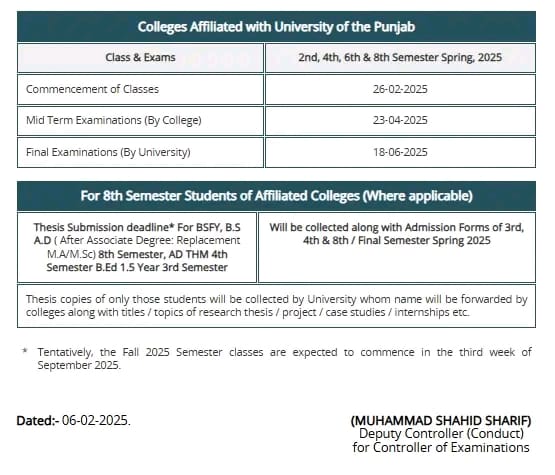 Colleges Affiliated with University of the Punjab
Class & Exams
2nd, 4th, 6th & 8th Semester Spring, 2025
Commencement of Classes
26-02-2025
Mid Term Examinations (By College)
23-04-2025
Final Examinations (By University)
18-06-2025
For 8th Semester Students of Affiliated Colleges (Where applicable)
Thesis Submission deadline* For BSFY, B.S
A.D ( After Associate Degree: Replacement
M.A/M.Sc) 8th Semester, AD THM 4th
Semester B.Ed 1.5 Year 3rd Semester
Will be collected along with Admission Forms of 3rd,
4th & 8th / Final Semester Spring 2025
Thesis copies of only those students will be collected by University whom name will be forwarded by
colleges along with titles / topics of research thesis / project / case studies / internships etc.
* Tentatively, the Fall 2025 Semester classes are expected to commence in the third week of
September 2025.
Dated:- 06-02-2025.
(MUHAMMAD SHAHID SHARIF)
Deputy Controller (Conduct)
for Controller of Examinations